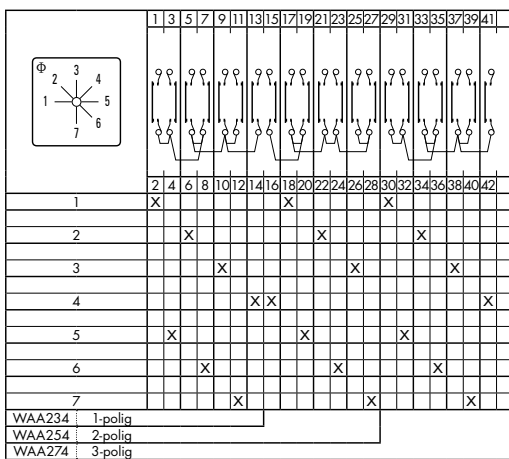 1 3 5 7 9 11 13 15 17 19 21 23 25 27 29 31 33 35 37 39 41
Φ
3
2 4
1 5
6
7
2 4 6 8 10 12 14 16 18 20 22 24 26 28 30 32 34 36 38 40 42
1 X X X
2 X X X
3 X X X
4 X X X
5 X X X
6 X X X
7 X X X
WAA234 1-polig
WAA254 2-polig
WAA274 3-polig